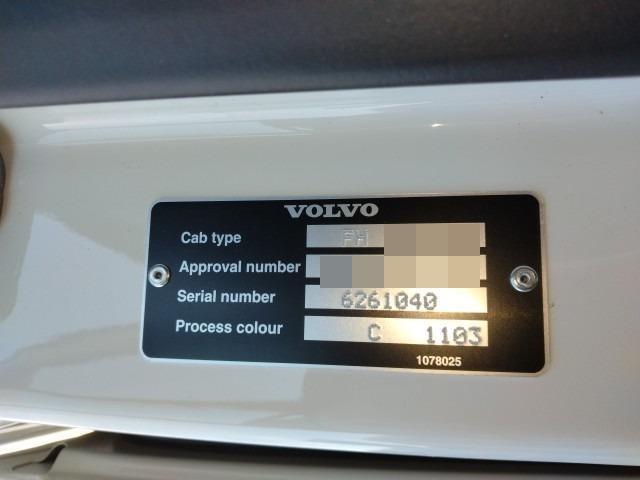 VOLVO
Cab type FH
Approval number
Serial number 6261040
Process colour C 1103
1078025